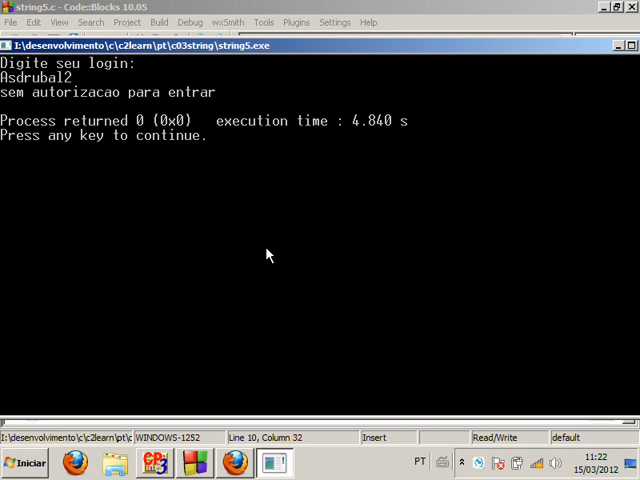 string5.c - Code::Blocks 10.05
File Edit View Search Project Build Debug wxSmith Tools Plugins Settings Help
I:\desenvolvimento\c\c2learn\pt\c03string\string5.exe
Digite seu login:
Asdrubal2
sem autorizacao para entrar
Process returned 0 (0x0) execution time : 4.840 s
Press any key to continue.
I:\desenvolvimento\c\c2learn\pt\c WINDOWS-1252 Line 10, Column 32 Insert Read/Write default
Iniciar PT 11:22
15/03/2012